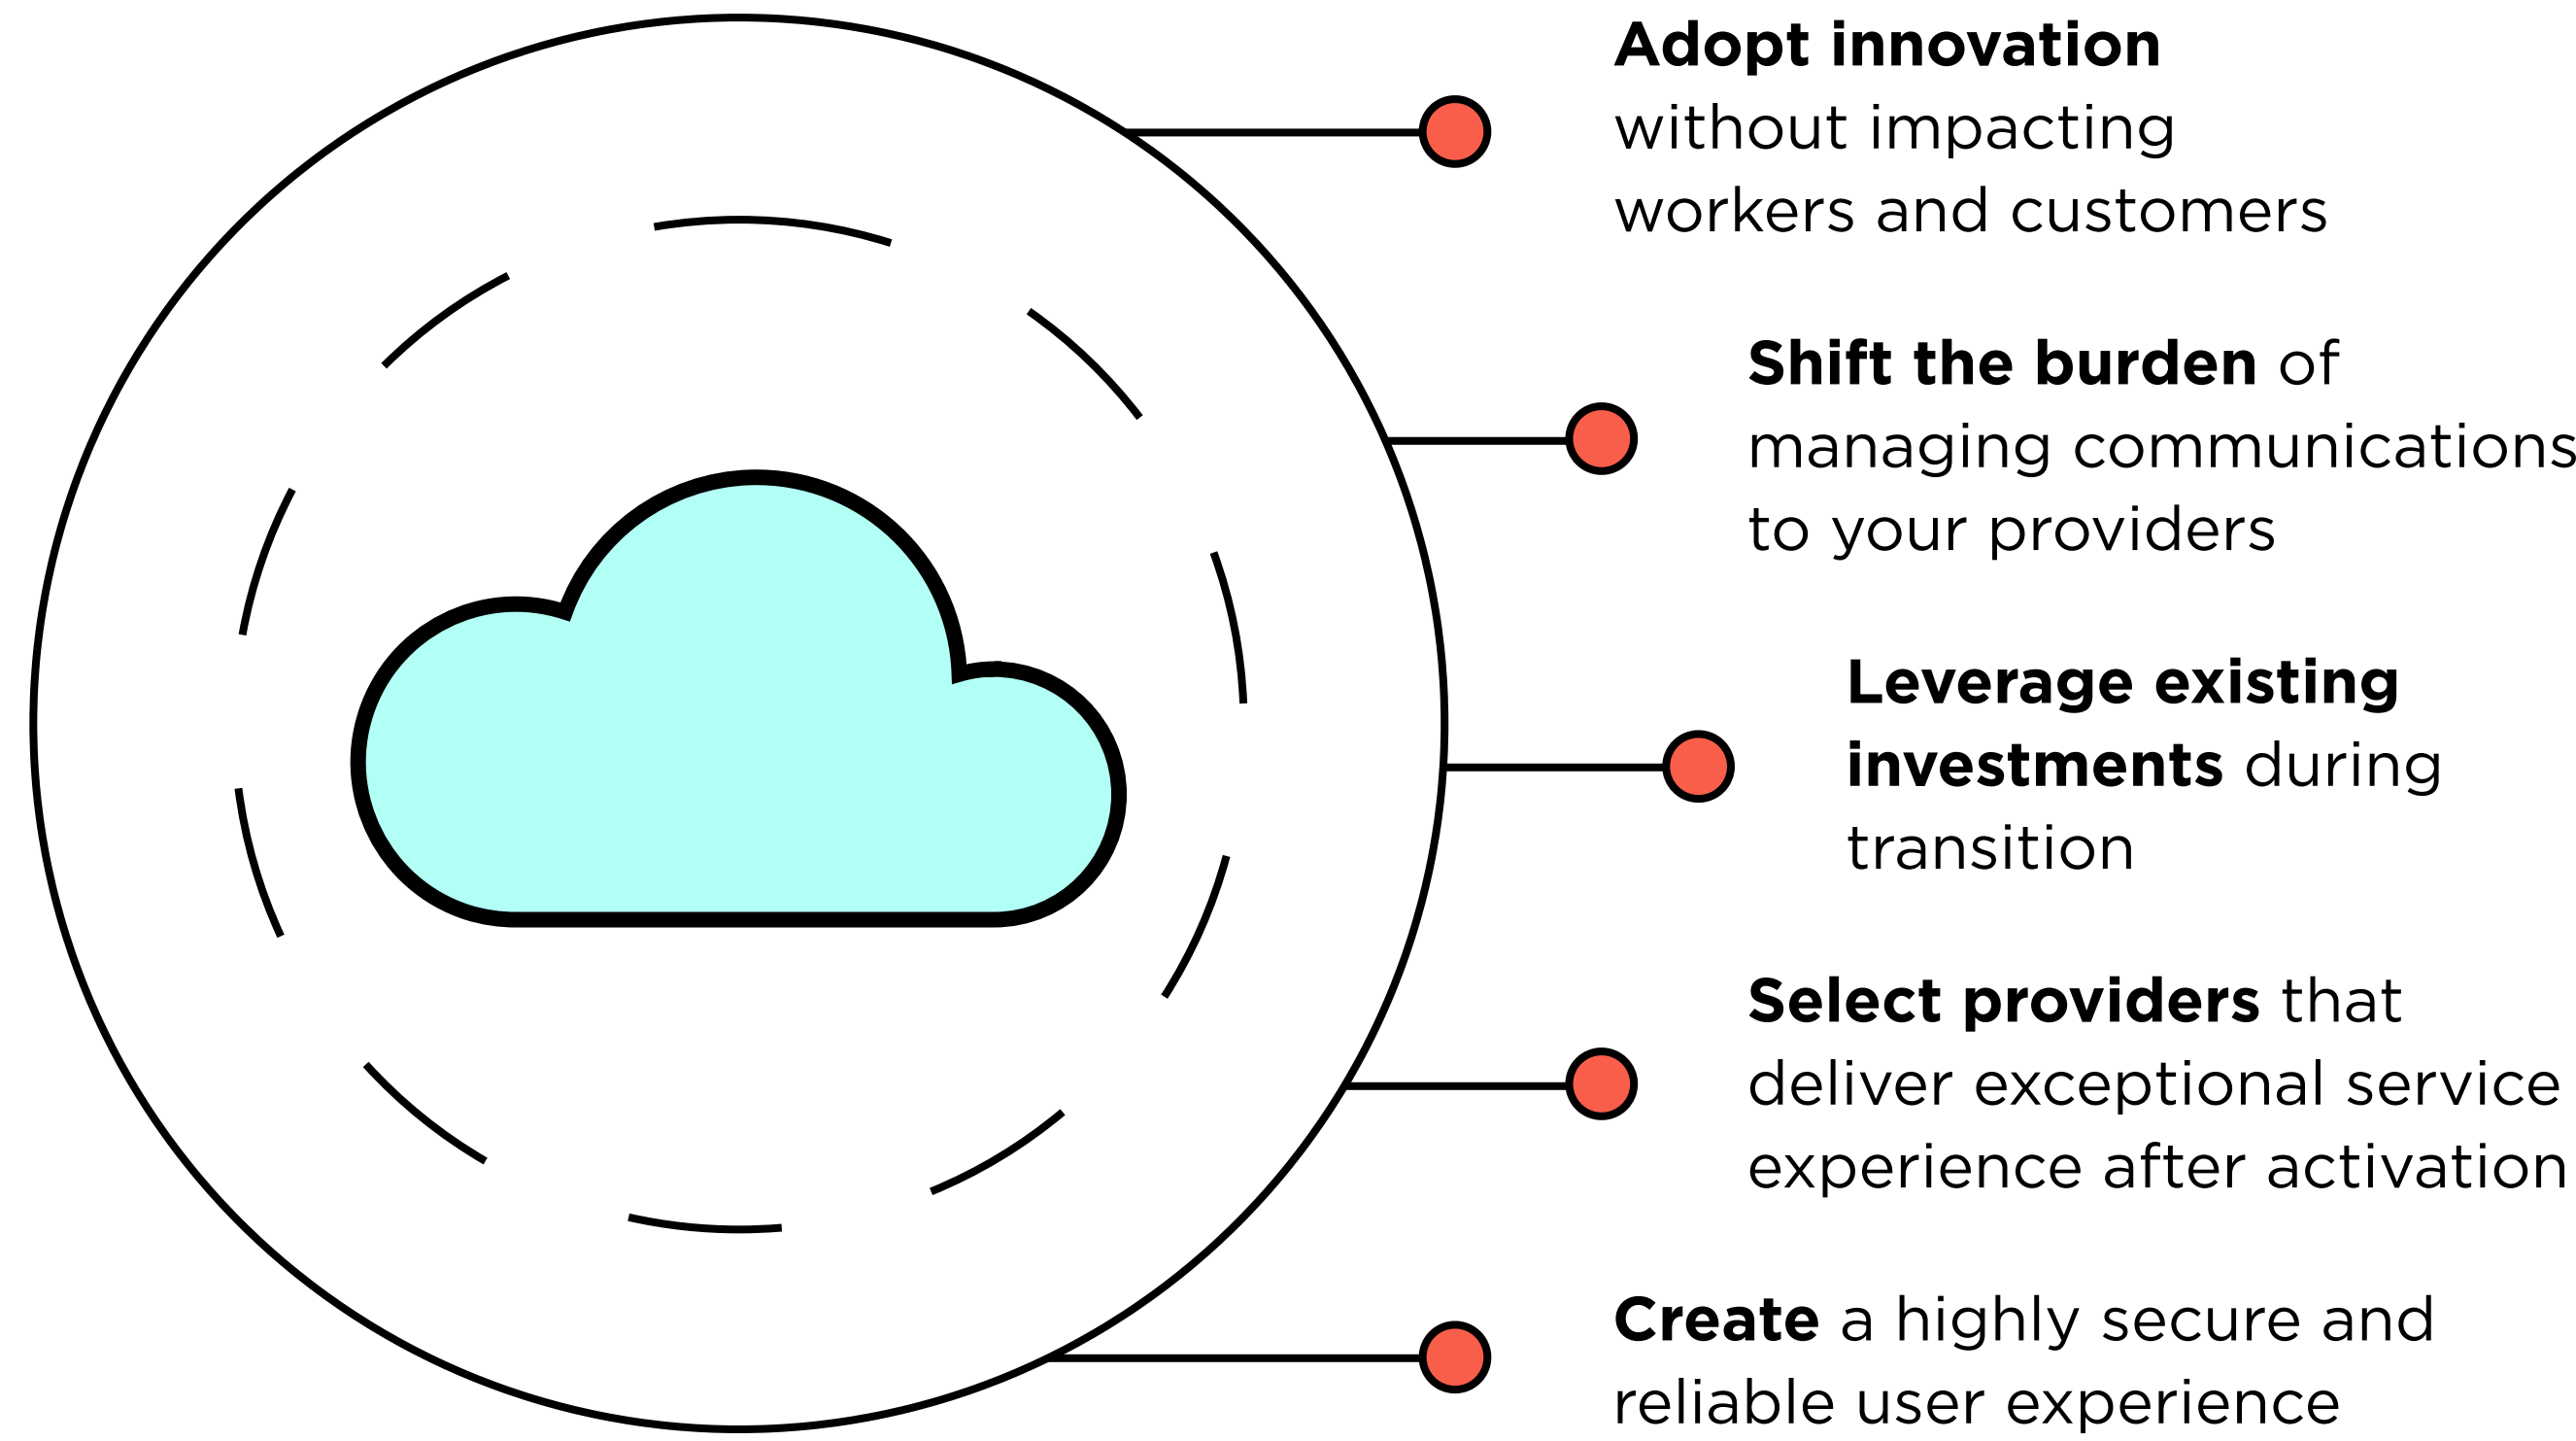 Adopt innovation
without impacting
workers and customers
Shift the burden of
managing communications
to your providers
Leverage existing
investments during
transition
Select providers that
deliver exceptional service
experience after activation
Create a highly secure and
reliable user experience